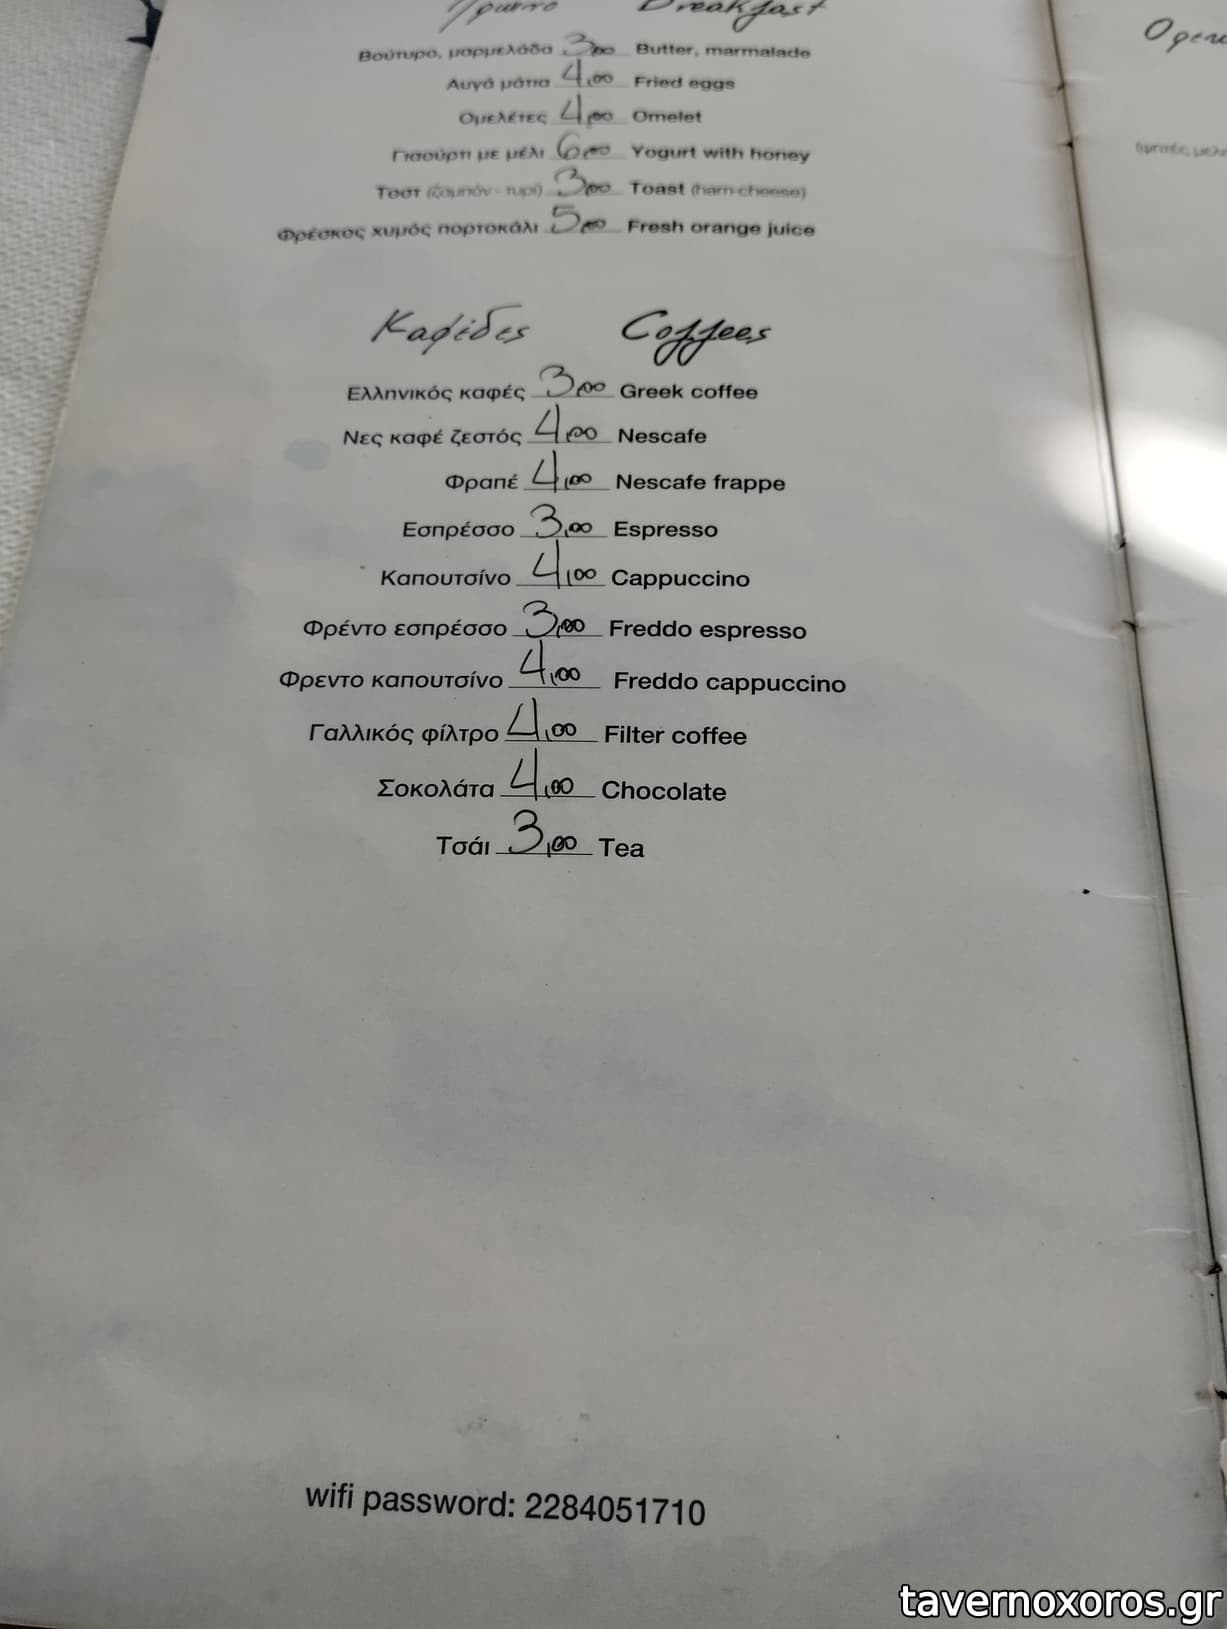 Πρωινό Breakfast
Βούτυρο, μαρμελάδα 3,00 Butter, marmalade
Αυγά μάτια 4,00 Fried eggs
Ομελέτες 4,00 Omelet
Γιαούρτι με μέλι 6,00 Yogurt with honey
Τοστ (ζαμπόν - τυρί) 3,00 Toast (ham-cheese)
Φρέσκος χυμός πορτοκάλι 5,00 Fresh orange juice
Καφέδες Coffees
Ελληνικός καφές 3,00 Greek coffee
Νες καφέ ζεστός 4,00 Nescafe
Φραπέ 4,00 Nescafe frappe
Εσπρέσσο 3,00 Espresso
Καπουτσίνο 4,00 Cappuccino
Φρέντο εσπρέσσο 3,00 Freddo espresso
Φρεντο καπουτσίνο 4,00 Freddo cappuccino
Γαλλικός φίλτρο 4,00 Filter coffee
Σοκολάτα 4,00 Chocolate
Τσάι 3,00 Tea
wifi password: 2284051710
tavernoxoros.gr